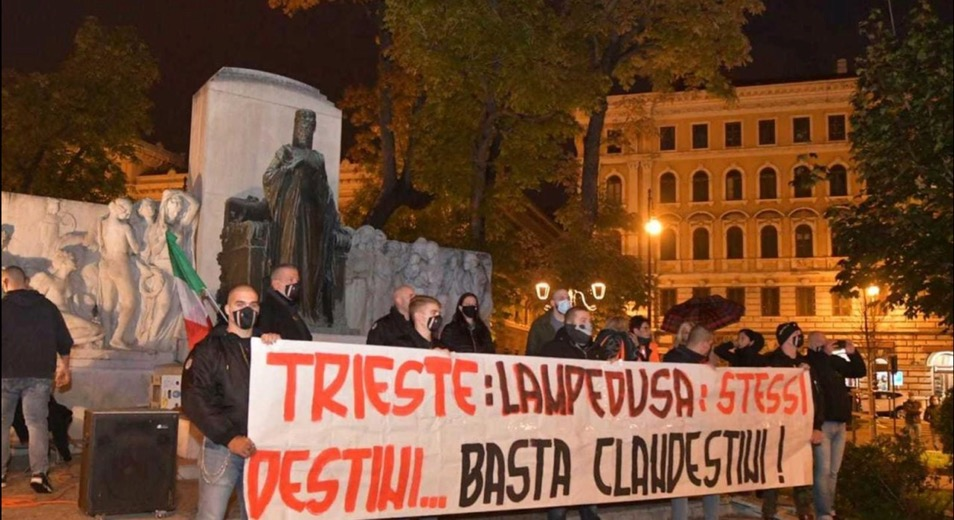 TRIESTE : LAMPEDUSA : STESSI
DESTINI... BASTA CLANDESTINI !